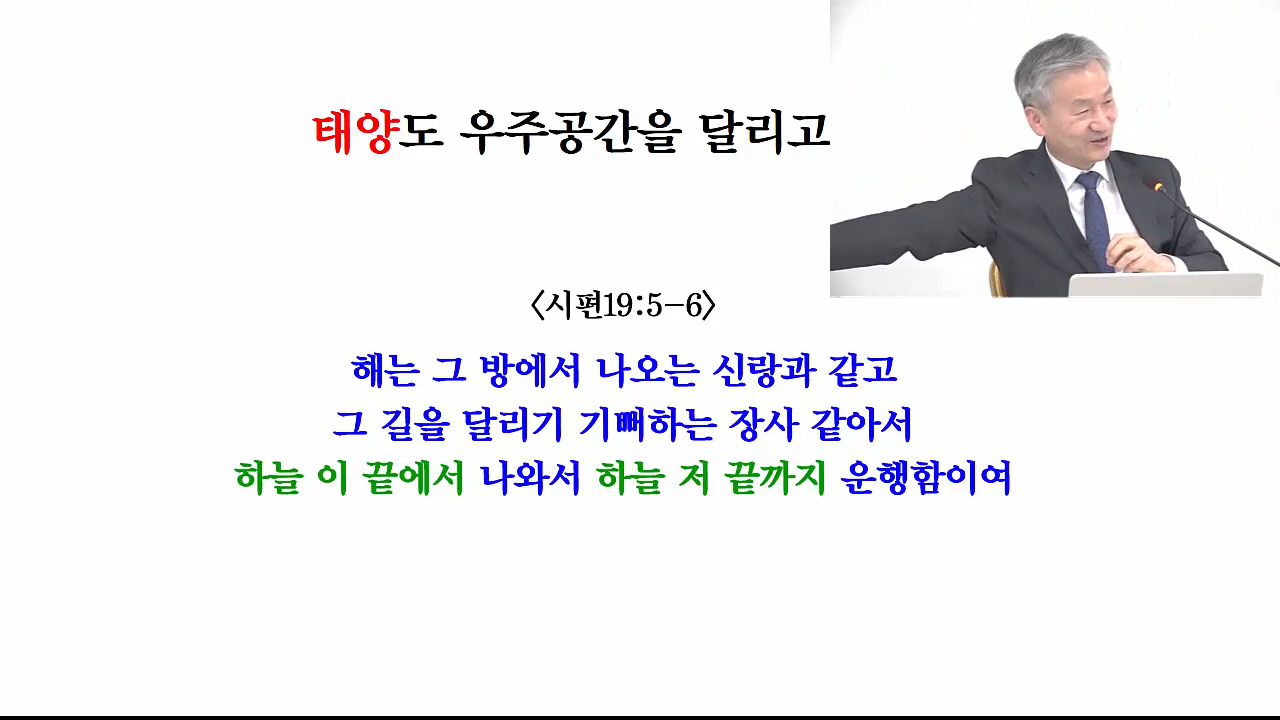 태양도 우주공간을 달리고
<시편19:5-6>
해는 그 방에서 나오는 신랑과 같고
그 길을 달리기 기뻐하는 장사 같아서
하늘 이 끝에서 나와서 하늘 저 끝까지 운행함이여